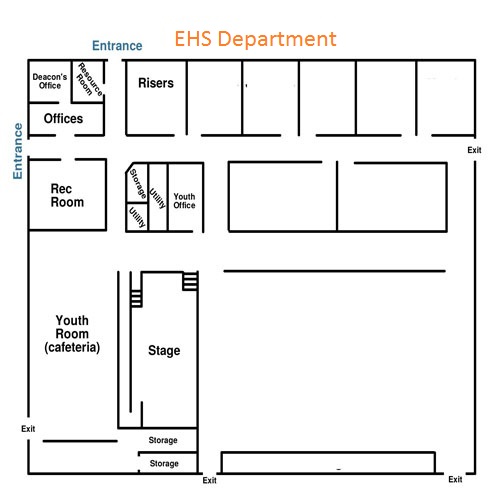 EHS Department
Entrance
Deacon's
Office
Resource
Room
Risers
Offices
Entrance
Exit
Rec
Room
Storage
Utility
Utility
Youth
Office
Youth
Room
(cafeteria)
Stage
Exit
Storage
Storage
Exit
Exit